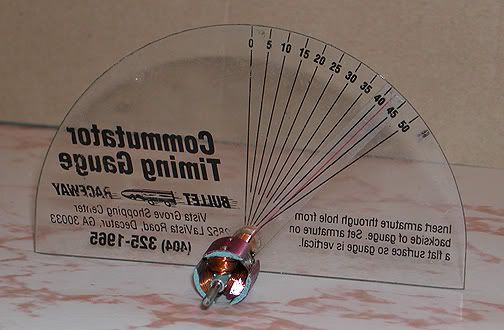 0 5 10 15 20 25 30 35 40 45 50
Commutator
Timing Gauge
BULLET RACEWAY
Vista Grove Shopping Center
2852 LaVista Road, Decatur, GA 30033
(404) 325-1965
Insert armature through hole from
backside of gauge. Set armature on
a flat surface so gauge is vertical.